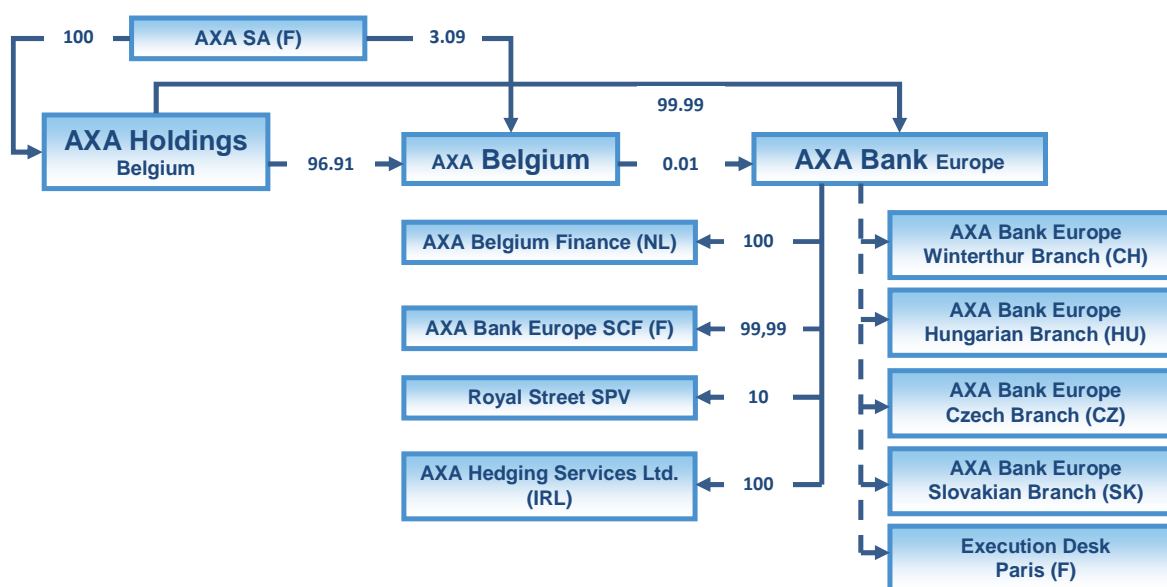 100
AXA SA (F)
3.09
99.99
AXA Holdings
Belgium
96.91
AXA Belgium
0.01
AXA Bank Europe
AXA Belgium Finance (NL)
100
AXA Bank Europe
Winterthur Branch (CH)
AXA Bank Europe SCF (F)
99,99
AXA Bank Europe
Hungarian Branch (HU)
Royal Street SPV
10
AXA Bank Europe
Czech Branch (CZ)
AXA Hedging Services Ltd.
(IRL)
100
AXA Bank Europe
Slovakian Branch (SK)
Execution Desk
Paris (F)